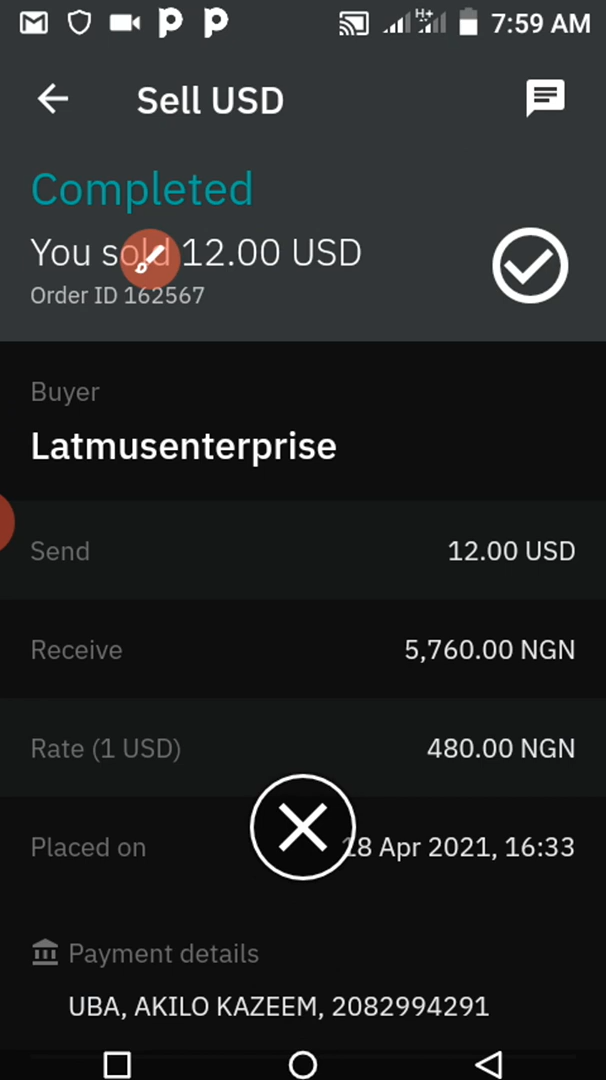 H+ 7:59 AM
Sell USD
Completed
You sold 12.00 USD
Order ID 162567
Buyer
Latmusenterprise
Send 12.00 USD
Receive 5,760.00 NGN
Rate (1 USD) 480.00 NGN
Placed on 18 Apr 2021, 16:33
Payment details
UBA, AKILO KAZEEM, 2082994291